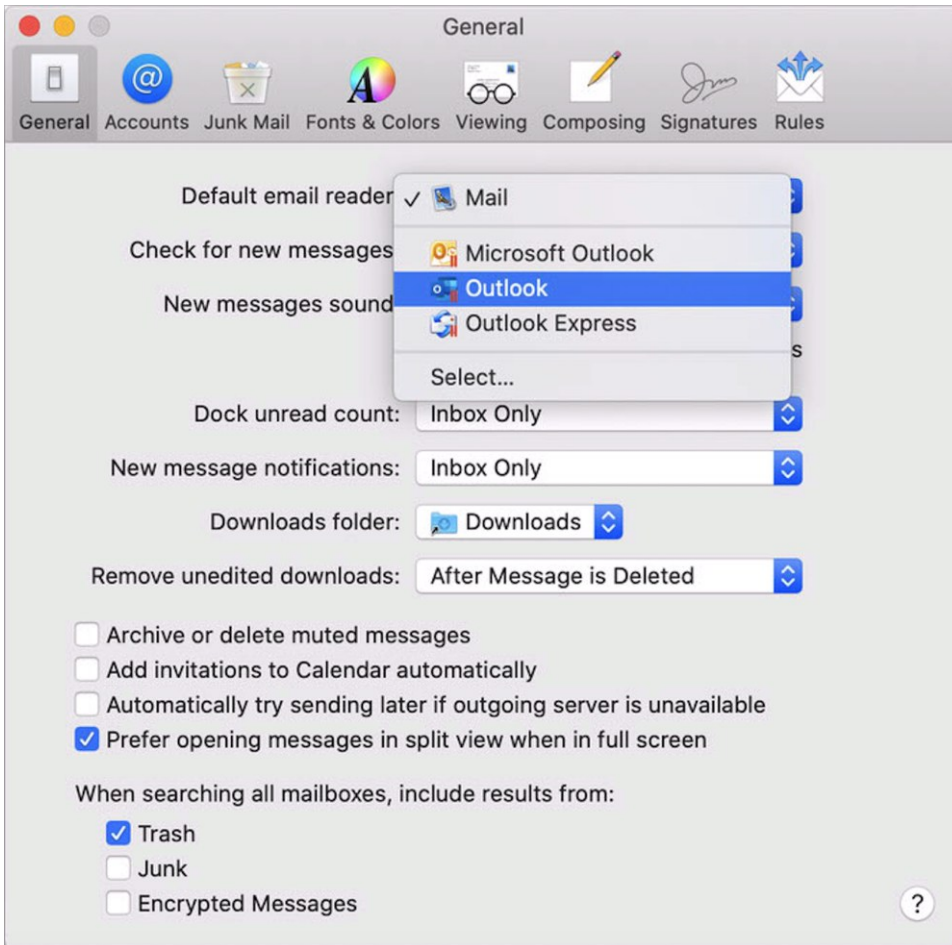 General
General Accounts Junk Mail Fonts & Colors Viewing Composing Signatures Rules
Default email reader ✓ Mail
Check for new messages Microsoft Outlook
Outlook
New messages sound Outlook Express
s
Select...
Dock unread count: Inbox Only
New message notifications: Inbox Only
Downloads folder: Downloads
Remove unedited downloads: After Message is Deleted
Archive or delete muted messages
Add invitations to Calendar automatically
Automatically try sending later if outgoing server is unavailable
Prefer opening messages in split view when in full screen
When searching all mailboxes, include results from:
Trash
Junk
Encrypted Messages
?